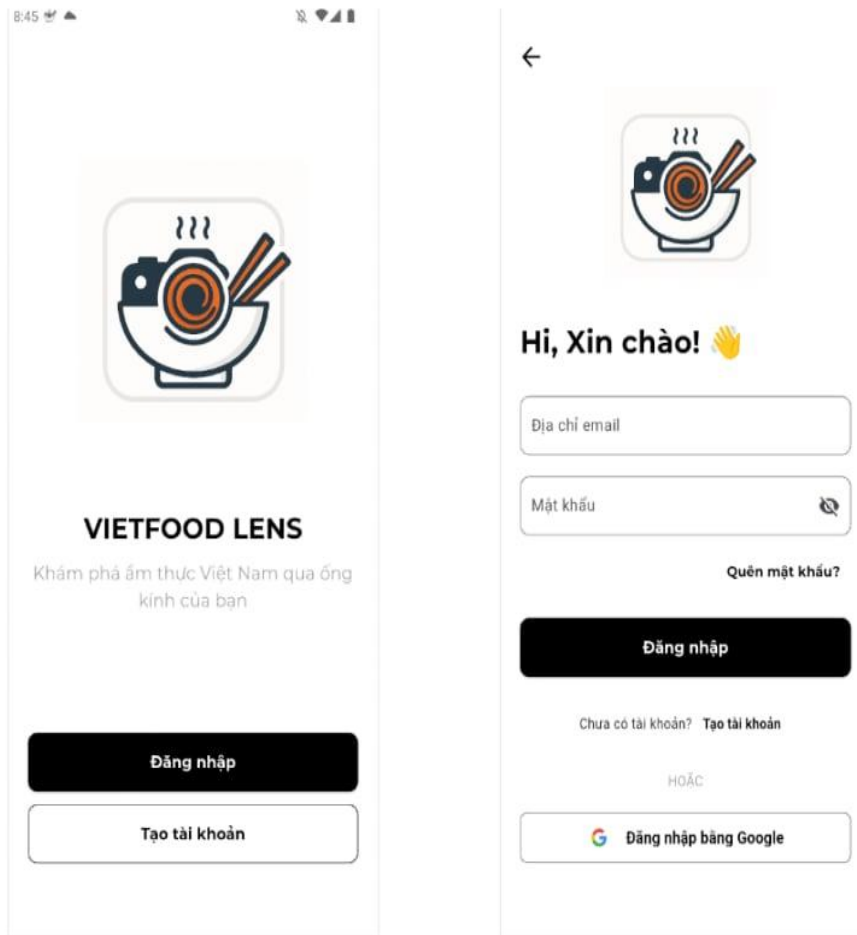 8:45
VIETFOOD LENS
Khám phá ẩm thực Việt Nam qua ống
kính của bạn
Đăng nhập
Tạo tài khoản
Hi, Xin chào! 👋
Địa chỉ email
Mật khẩu
Quên mật khẩu?
Đăng nhập
Chưa có tài khoản? Tạo tài khoản
HOẶC
Đăng nhập bằng Google